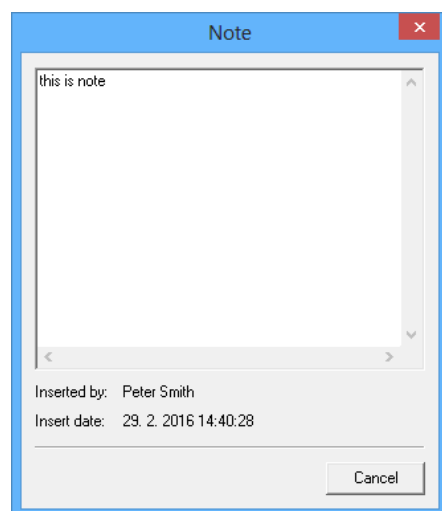 Note
this is note
Inserted by: Peter Smith
Insert date: 29. 2. 2016 14:40:28
Cancel